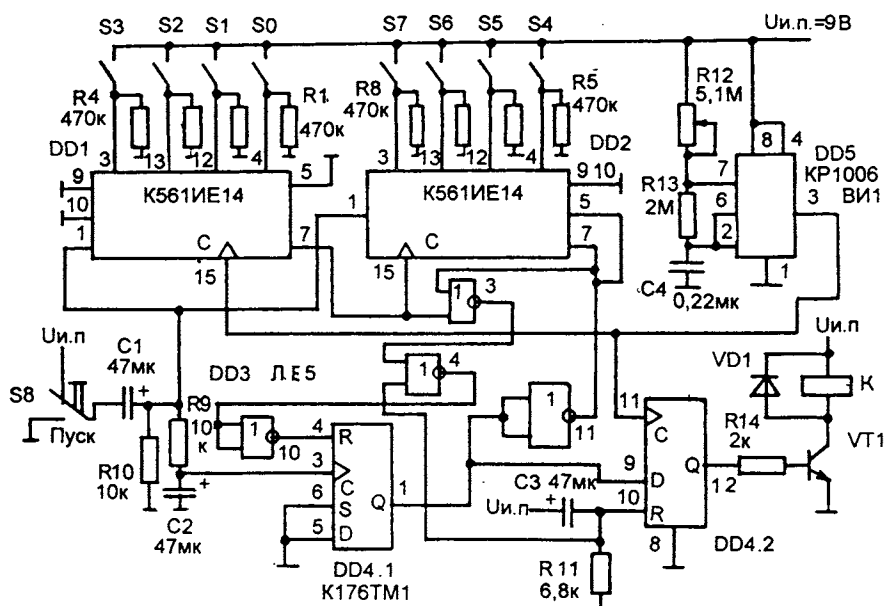 S3 S2 S1 S0 S7 S6 S5 S4 Uи.п.=9В
R4 470к R1 470к R8 470к R5 470к R12 5,1М
DD1 3 13 12 4 5 3 13 12 4 DD2 8 4 DD5
9 К561ИЕ14 К561ИЕ14 9 10 R13 2М 7 КР1006 ВИ1
10 1 5 6 3
1 C 7 C 7 2
15 15 C4 0,22мк 1
1 3
Uи.п Uи.п
C1 47мк DD3 ЛЕ5 1 4 VD1 К
S8 Пуск R9 10 к 1 10 4 R 1 11 11 C R14 2к VT1
R10 10к 3 C Q 1 9 D Q 12
6 S C3 47мк 10 R
C2 47мк 5 D Uи.п 8 DD4.2
DD4.1 R11 6,8к
К176ТМ1